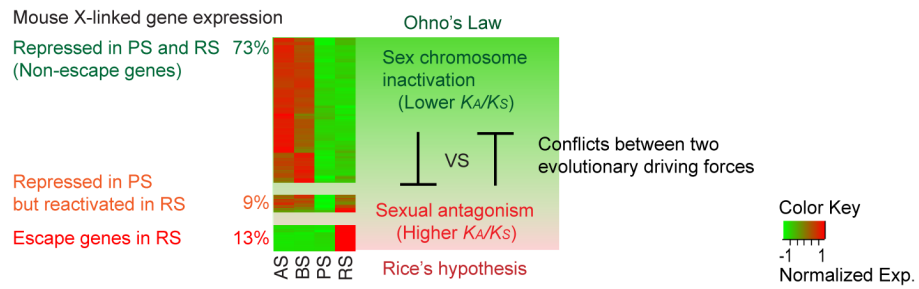 Mouse X-linked gene expression
Ohno's Law
Repressed in PS and RS 73%
(Non-escape genes)
Sex chromosome
inactivation
(Lower KA/KS)
VS
Conflicts between two
evolutionary driving forces
Repressed in PS
but reactivated in RS 9%
Sexual antagonism
(Higher KA/KS)
Escape genes in RS 13%
AS BS PS RS
Rice's hypothesis
Color Key
-1 1
Normalized Exp.